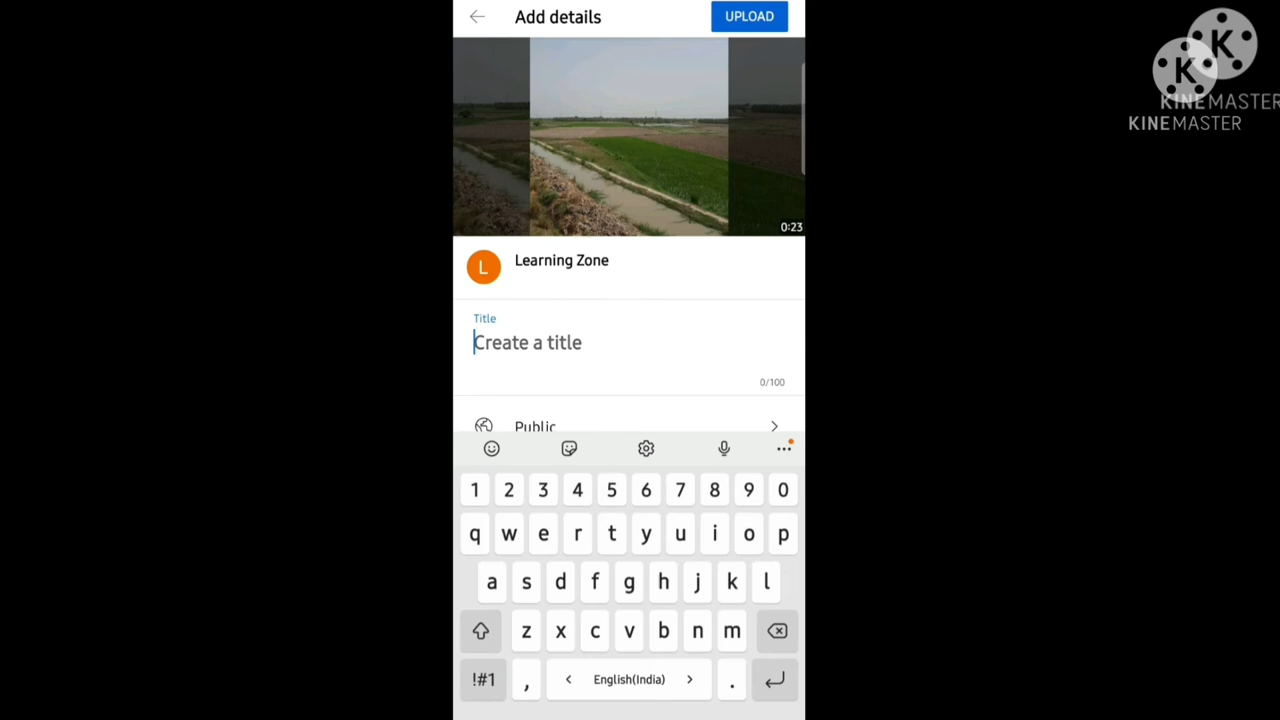 Add details
UPLOAD
K
K
KINEMASTER
KINEMASTER
0:23
L
Learning Zone
Title
Create a title
0/100
Public
1 2 3 4 5 6 7 8 9 0
q w e r t y u i o p
a s d f g h j k l
z x c v b n m
!#1 , < English(India) > .